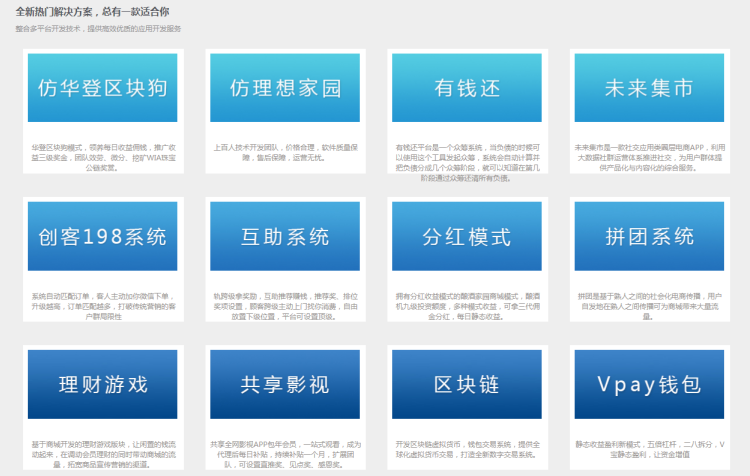 全新热门解决方案，总有一款适合你
整合多平台开发技术，提供高效优质的应用开发服务
仿华登区块狗
华登区块狗模式，领养每日收益佣钱，推广收
益三级奖金，团队效劳、微分、挖矿WIA珠宝
公链奖赏。
仿理想家园
上百人技术开发团队，价格合理，软件质量保
障，售后保障，运营无忧。
有钱还
有钱还平台是一个众筹系统，当负债的时候可
以使用这个工具发起众筹，系统会自动计算并
把负债分成几个众筹阶段，就可以知道在第几
阶段通过众筹还清所有负债。
未来集市
未来集市是一款社交应用类圈层电商APP，利用
大数据社群运营体系推进社交，为用户群体提
供产品化与内容化的综合服务。
创客198系统
系统自动匹配订单，客人主动加你微信下单，
升级越高，订单匹配越多，打破传统营销的客
户群局限性
互助系统
轨跨级拿奖励，互助推荐赚钱，推荐奖、排位
奖项设置，顾客跨级主动上门找你消费，自由
放置下级位置，平台可设置顶级。
分红模式
拥有分红收益模式的酿酒家园商城模式，酿酒
机九级投资额度，多种模式收益，可拿三代佣
金分红，每日静态收益。
拼团系统
拼团是基于熟人之间的社会化电商传播，用户
自发地在熟人之间传播可为商城带来大量流
量。
理财游戏
基于商城开发的理财游戏版块，让闲置的钱流
动起来，在调动会员理财的同时带动商城的流
量，拓宽商品宣传营销的渠道。
共享影视
共享全网影视APP包年会员，一站式观看，成为
代理后每日补贴，持续补贴一个月，扩展团
队，可设置直接奖、见点奖、感恩奖。
区块链
开发区块链虚拟货币，钱包交易系统，提供全
球化虚拟货币交易，打造全新数字交易系统。
Vpay钱包
静态收益盈利新模式，五倍杠杆，二八拆分，V
宝静态盈利，让资金增值